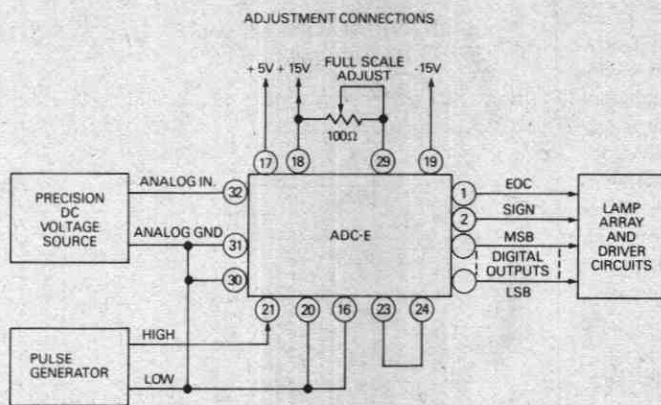 ADJUSTMENT CONNECTIONS
+5V +15V
FULL SCALE
ADJUST
-15V
100Ω
17
18
29
19
PRECISION
DC
VOLTAGE
SOURCE
ANALOG IN.
32
ANALOG GND
31
30
ADC-E
1
EOC
2
SIGN
MSB
DIGITAL
OUTPUTS
LSB
LAMP
ARRAY
AND
DRIVER
CIRCUITS
21
20
16
23
24
PULSE
GENERATOR
HIGH
LOW